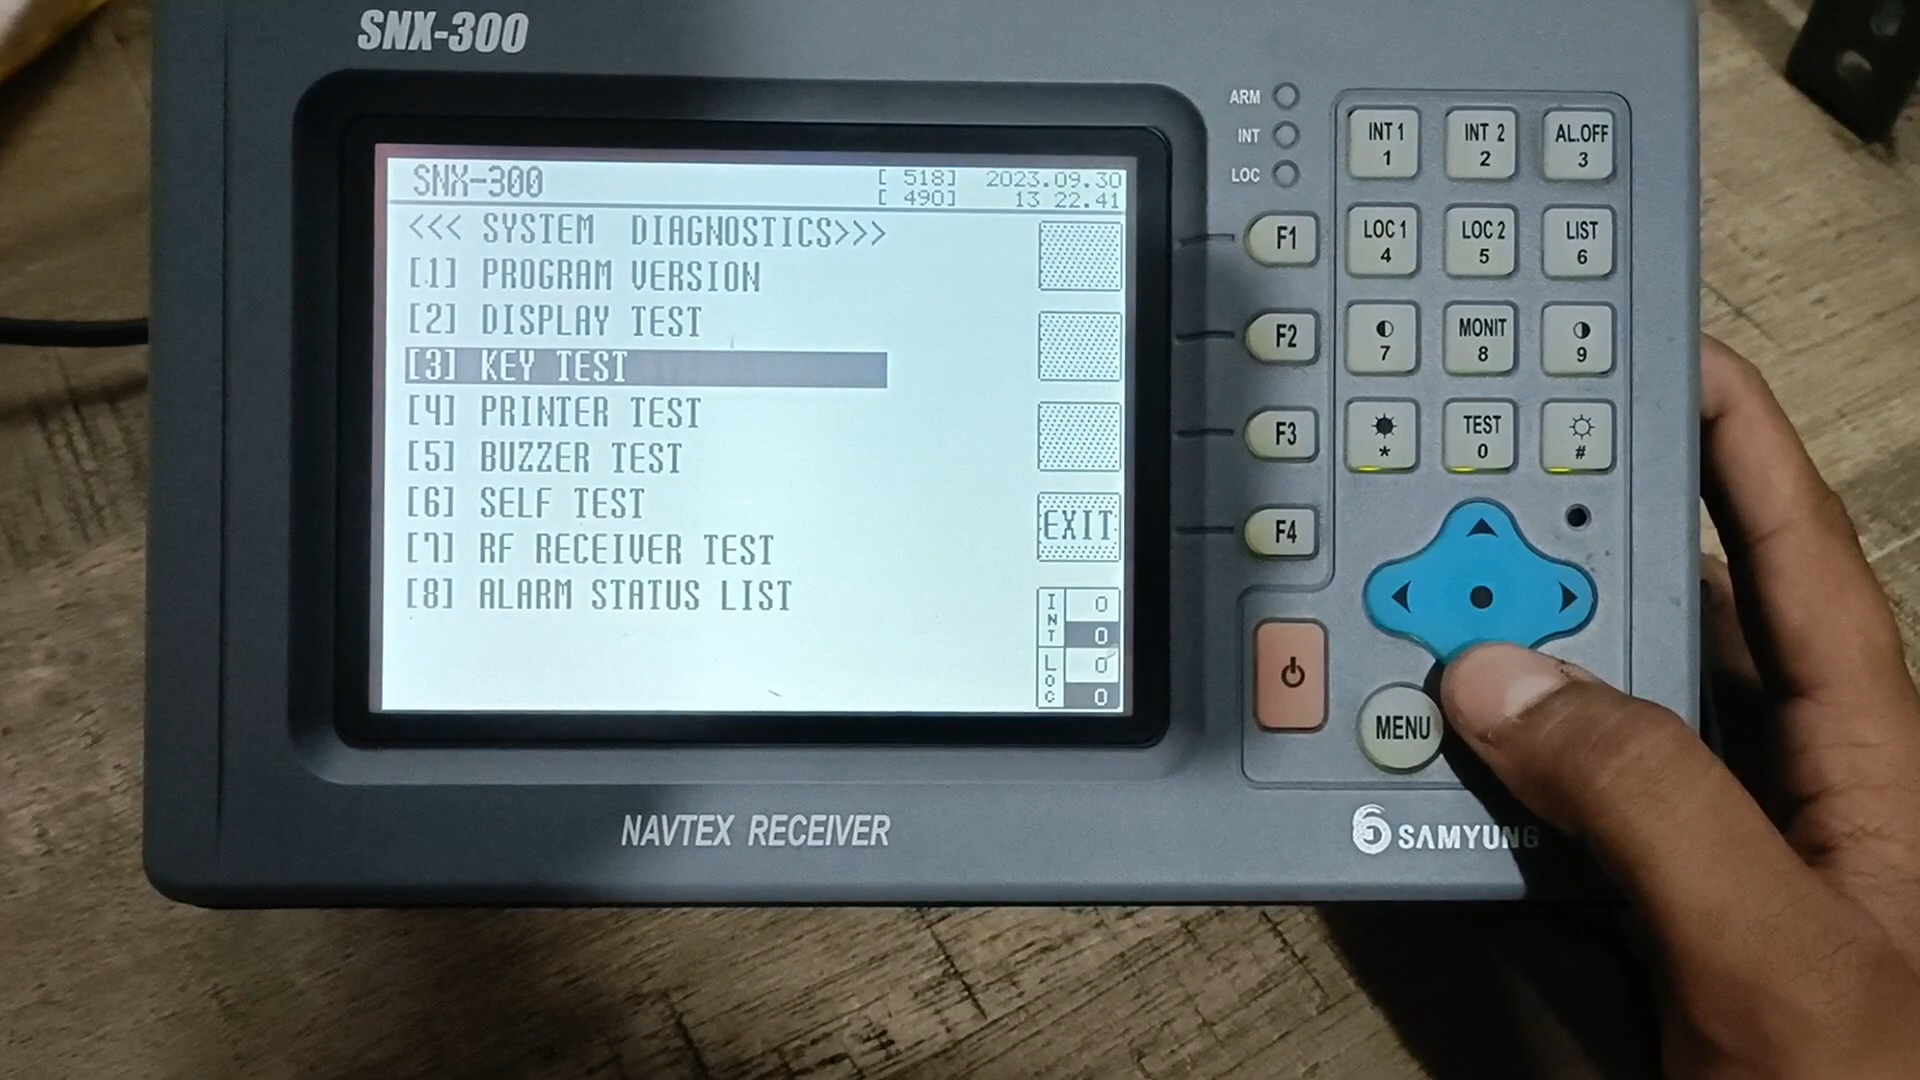 SNX-300
SNX-300 [ 518] 2023.09.30
[ 490] 13 22.41
<<< SYSTEM DIAGNOSTICS>>>
[1] PROGRAM VERSION
[2] DISPLAY TEST
[3] KEY TEST
[4] PRINTER TEST
[5] BUZZER TEST
[6] SELF TEST
[7] RF RECEIVER TEST
[8] ALARM STATUS LIST
EXIT
INT 0
0
LOC 0
0
ARM
INT
LOC
F1
F2
F3
F4
INT 1 INT 2 AL.OFF
1 2 3
LOC 1 LOC 2 LIST
4 5 6
MONIT
7 8 9
TEST
* 0 #
MENU
NAVTEX RECEIVER
SAMYUNG